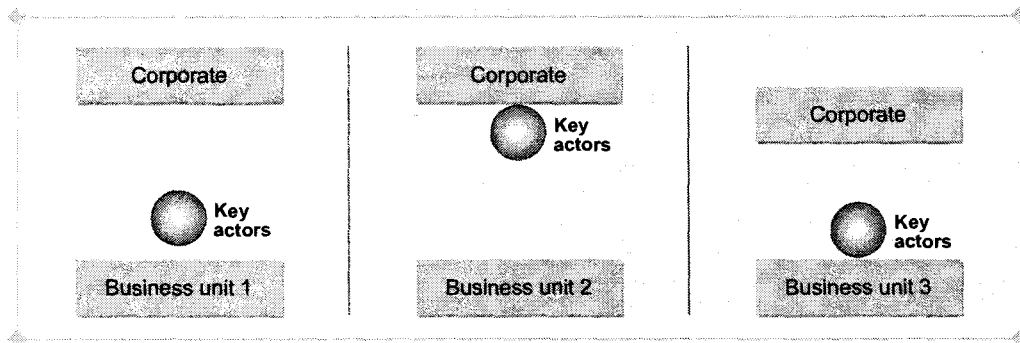 Corporate
Key
actors
Business unit 1
Corporate
Key
actors
Business unit 2
Corporate
Key
actors
Business unit 3